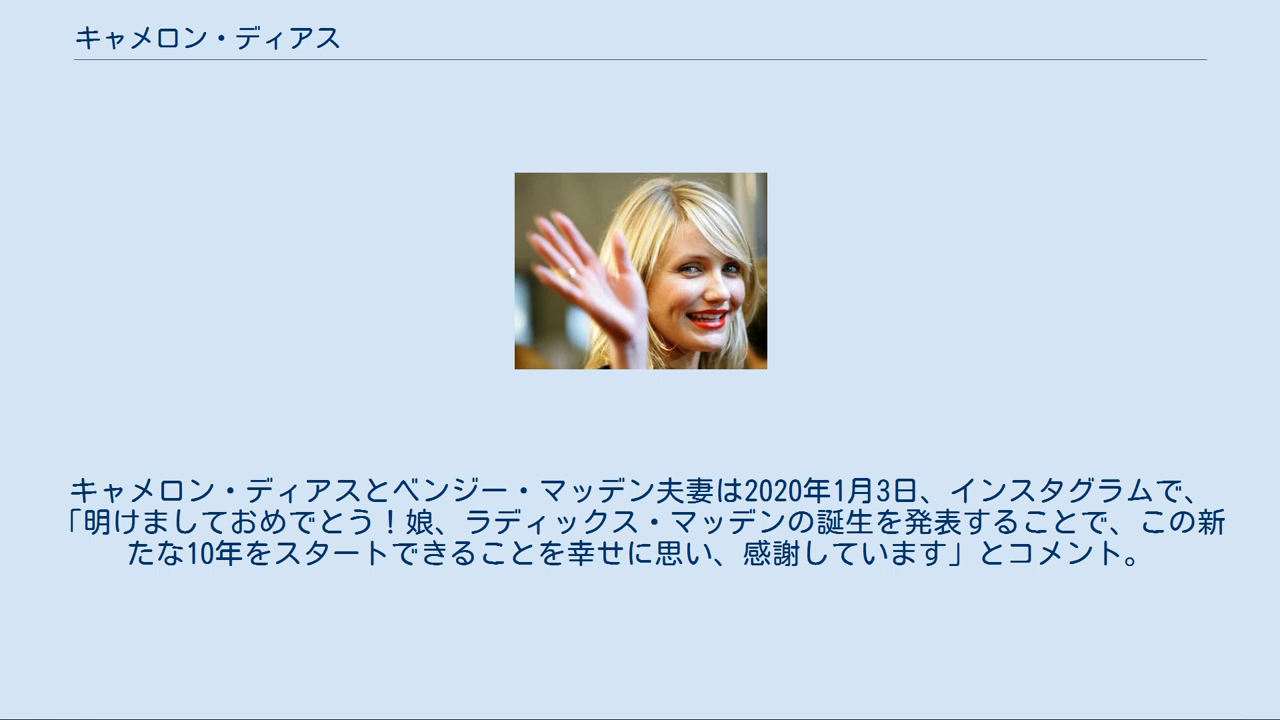 キャメロン・ディアス
キャメロン・ディアスとベンジー・マッデン夫妻は2020年1月3日、インスタグラムで、
「明けましておめでとう！娘、ラディックス・マッデンの誕生を発表することで、この新
たな10年をスタートできることを幸せに思い、感謝しています」とコメント。